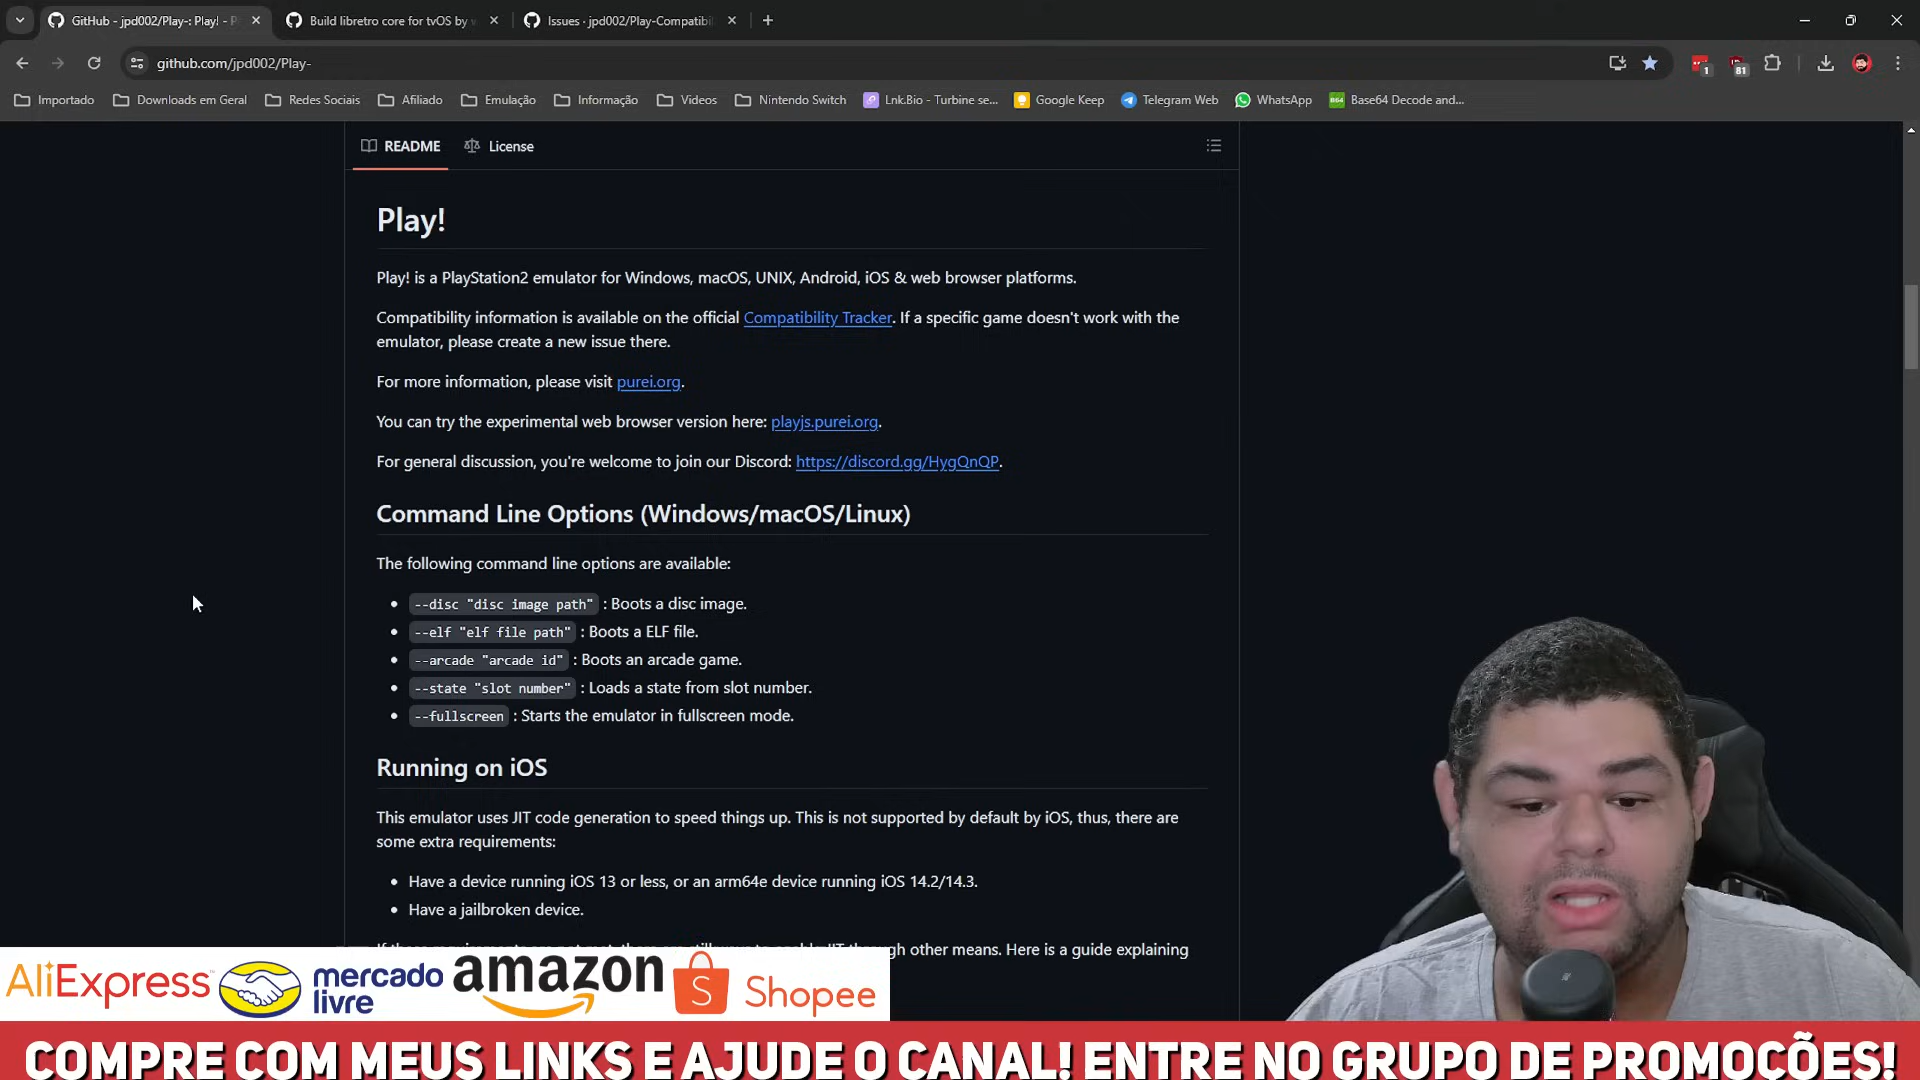 GitHub - jpd002/Play-: Play! - P
Build libretro core for tvOS by
Issues · jpd002/Play-Compatibi
github.com/jpd002/Play-
1
81
Importado
Downloads em Geral
Redes Sociais
Afiliado
Emulação
Informação
Videos
Nintendo Switch
Lnk.Bio - Turbine se...
Google Keep
Telegram Web
WhatsApp
B64
Base64 Decode and...
README
License
Play!
Play! is a PlayStation2 emulator for Windows, macOS, UNIX, Android, iOS & web browser platforms.
Compatibility information is available on the official Compatibility Tracker. If a specific game doesn't work with the
emulator, please create a new issue there.
For more information, please visit purei.org.
You can try the experimental web browser version here: playjs.purei.org.
For general discussion, you're welcome to join our Discord: https://discord.gg/HygQnQP.
Command Line Options (Windows/macOS/Linux)
The following command line options are available:
--disc "disc image path" : Boots a disc image.
--elf "elf file path" : Boots a ELF file.
--arcade "arcade id" : Boots an arcade game.
--state "slot number" : Loads a state from slot number.
--fullscreen : Starts the emulator in fullscreen mode.
Running on iOS
This emulator uses JIT code generation to speed things up. This is not supported by default by iOS, thus, there are
some extra requirements:
Have a device running iOS 13 or less, or an arm64e device running iOS 14.2/14.3.
Have a jailbroken device.
other means. Here is a guide explaining
AliExpress
mercado
livre
amazon
S Shopee
COMPRE COM MEUS LINKS E AJUDE O CANAL! ENTRE NO GRUPO DE PROMOÇÕES!